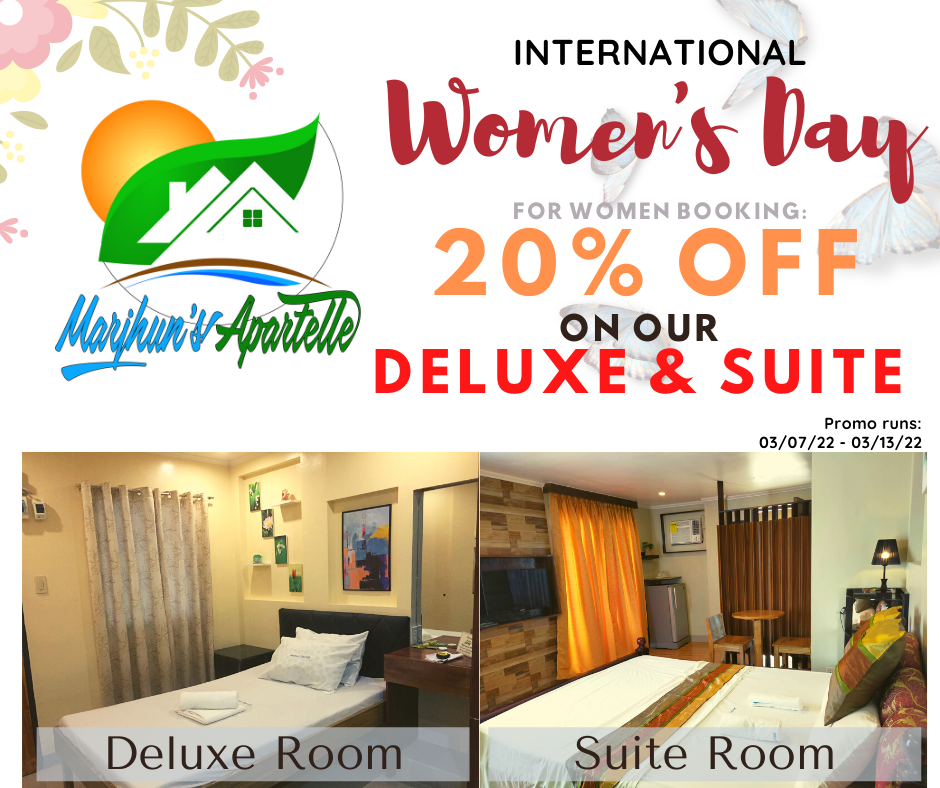 INTERNATIONAL
Women's Day
FOR WOMEN BOOKING:
20% OFF
ON OUR
DELUXE & SUITE
Marjhun's Apartelle
Promo runs:
03/07/22 - 03/13/22
Deluxe Room
Suite Room